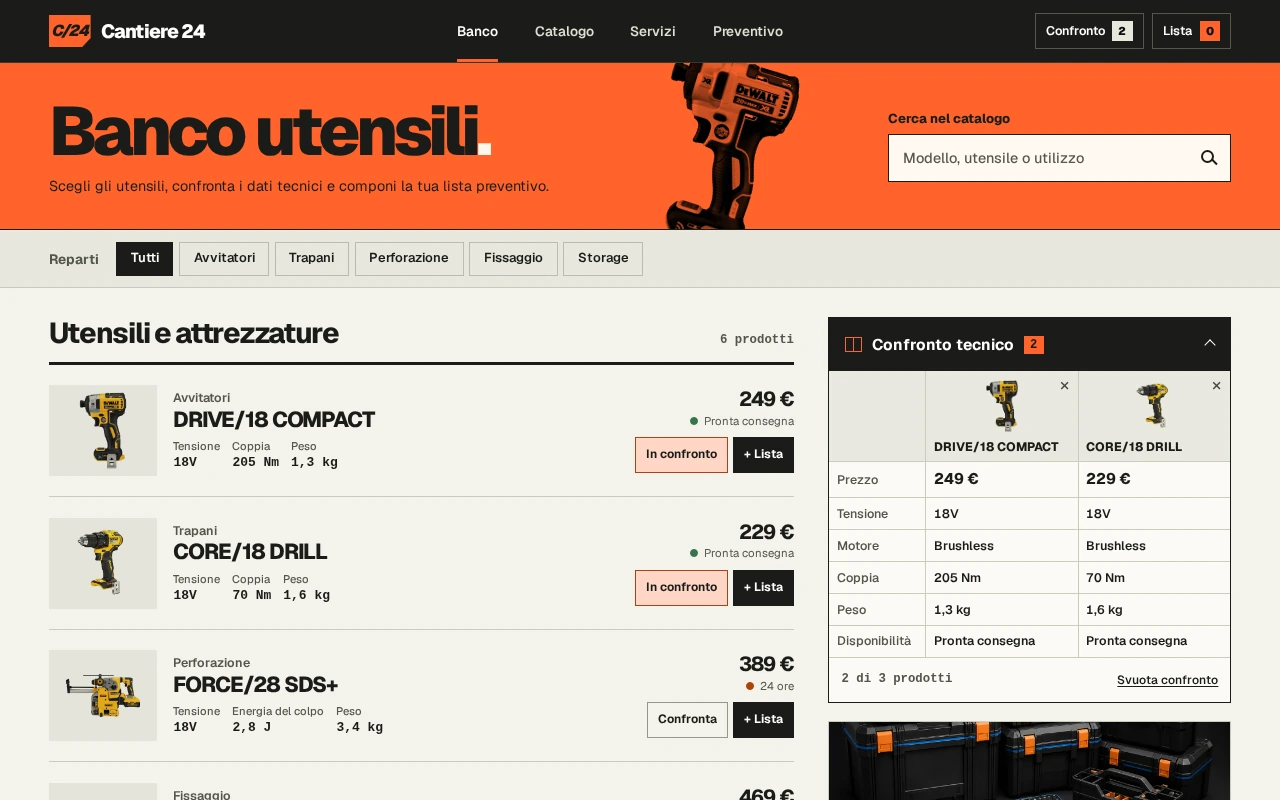 C/24 Cantiere 24
Banco Catalogo Servizi Preventivo
Confronto 2 Lista 0
Banco utensili.
Scegli gli utensili, confronta i dati tecnici e componi la tua lista preventivo.
DEWALT
Cerca nel catalogo
Modello, utensile o utilizzo
Reparti Tutti Avvitatori Trapani Perforazione Fissaggio Storage
Utensili e attrezzature
6 prodotti
Avvitatori
DRIVE/18 COMPACT
Tensione Coppia Peso
18V 205 Nm 1,3 kg
249 €
Pronta consegna
In confronto + Lista
Trapani
CORE/18 DRILL
Tensione Coppia Peso
18V 70 Nm 1,6 kg
229 €
Pronta consegna
In confronto + Lista
Perforazione
FORCE/28 SDS+
Tensione Energia del colpo Peso
18V 2,8 J 3,4 kg
389 €
24 ore
Confronta + Lista
Fissaggio
469 €
Confronto tecnico 2
DRIVE/18 COMPACT CORE/18 DRILL
Prezzo 249 € 229 €
Tensione 18V 18V
Motore Brushless Brushless
Coppia 205 Nm 70 Nm
Peso 1,3 kg 1,6 kg
Disponibilità Pronta consegna Pronta consegna
2 di 3 prodotti Svuota confronto